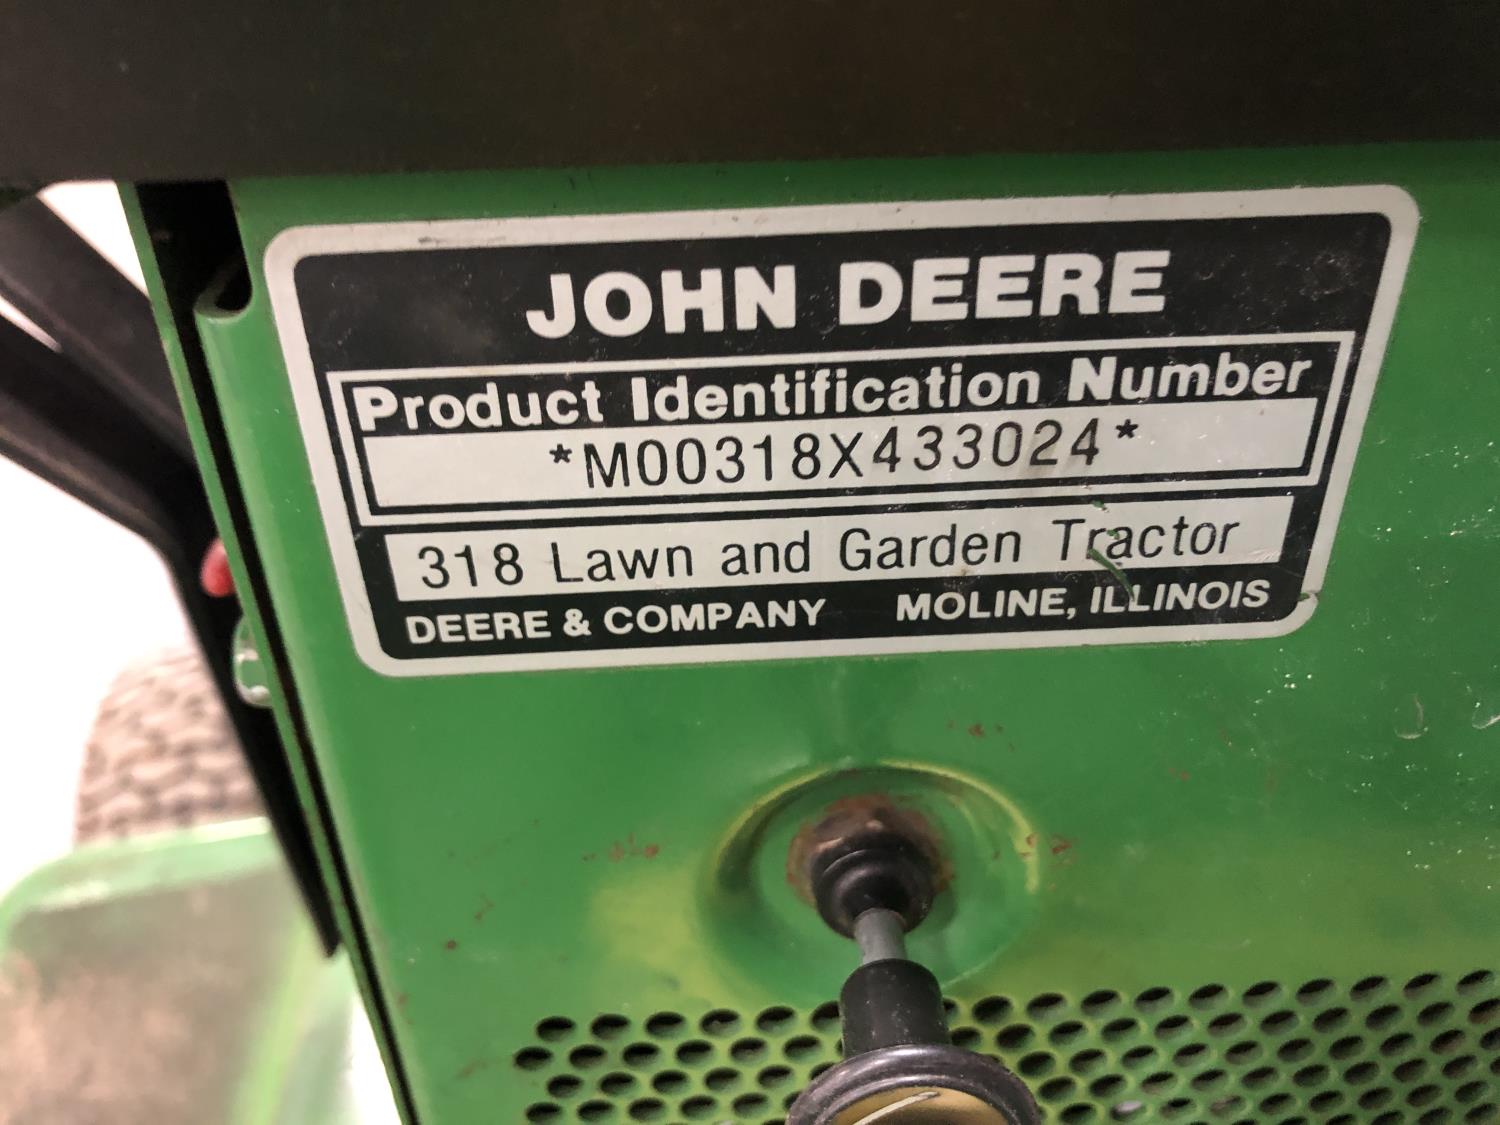 JOHN DEERE
Product Identification Number
*M00318X433024*
318 Lawn and Garden Tractor
DEERE & COMPANY MOLINE, ILLINOIS